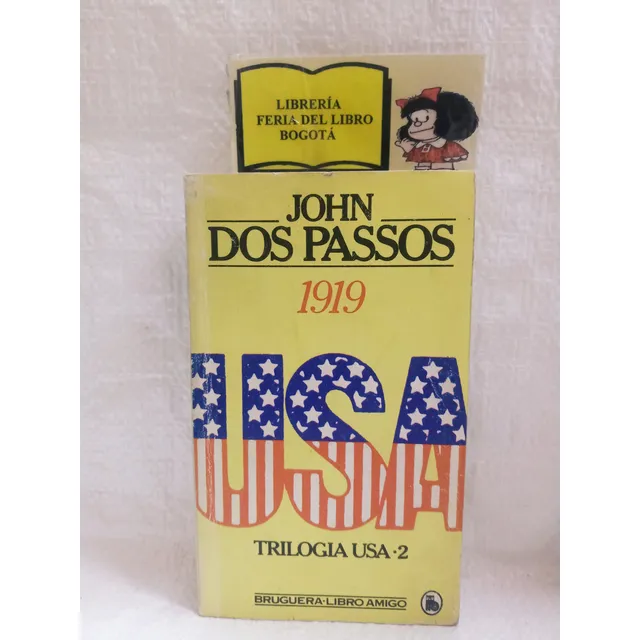 LIBRERÍA
FERIA DEL LIBRO
BOGOTÁ
JOHN
DOS PASSOS
1919
USA
TRILOGIA USA·2
BRUGUERA·LIBRO AMIGO